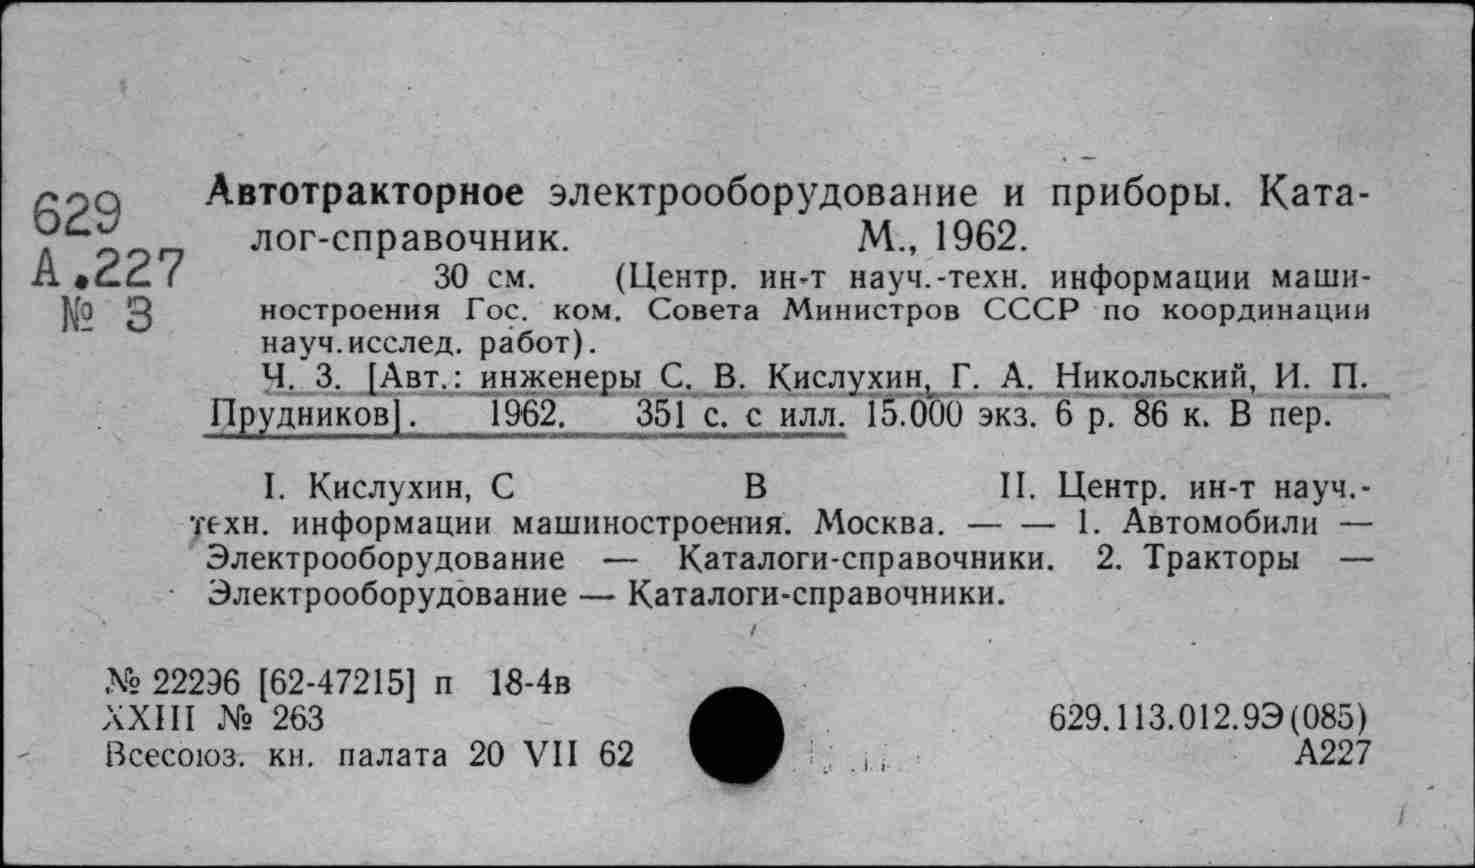 629
А.227
№ 3
Автотракторное электрооборудование и приборы. Ката-
лог-справочник. М., 1962.
30 см. (Центр. ин-т науч.-техн. информации маши-
ностроения Гос. ком. Совета Министров СССР по координации
науч.исслед. работ).
Ч. 3. [Авт.: инженеры С. В. Кислухин, Г. А. Никольский, И. П.
Прудников]. 1962. 351 с. с илл. 15.000 экз. 6 р. 86 к. В пер.
I. Кислухин, С В II. Центр. ин-т науч.-
техн. информации машиностроения. Москва. — — 1. Автомобили —
Электрооборудование — Каталоги-справочники. 2. Тракторы —
Электрооборудование — Каталоги-справочники.
№ 22296 [62-47215] п 18-4в
XXIII № 263
Всесоюз. кн. палата 20 VII 62
629.113.012.9Э(085)
А227